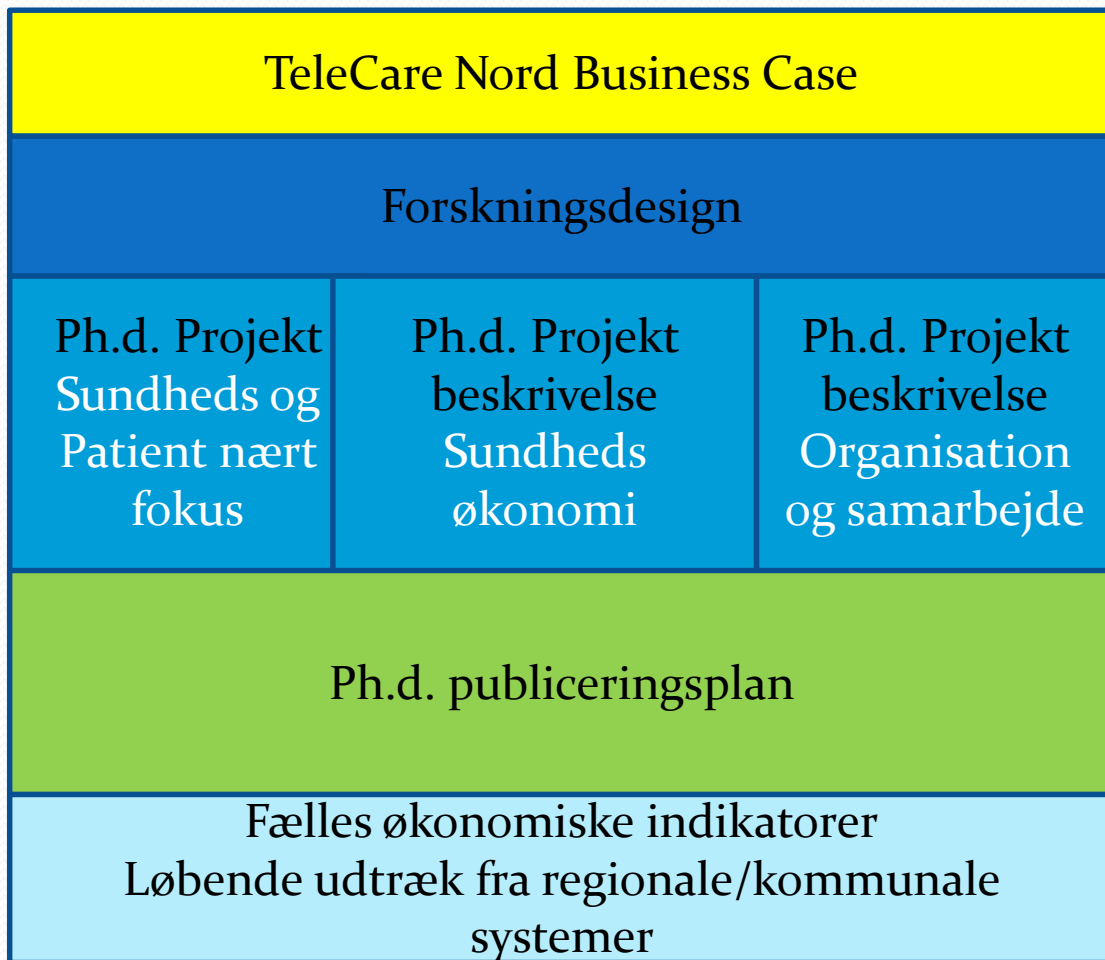 TeleCare Nord Business Case
Forskningsdesign
Ph.d. Projekt
Sundheds og
Patient nært
fokus
Ph.d. Projekt
beskrivelse
Sundheds
økonomi
Ph.d. Projekt
beskrivelse
Organisation
og samarbejde
Ph.d. publiceringsplan
Fælles økonomiske indikatorer
Løbende udtræk fra regionale/kommunale
systemer